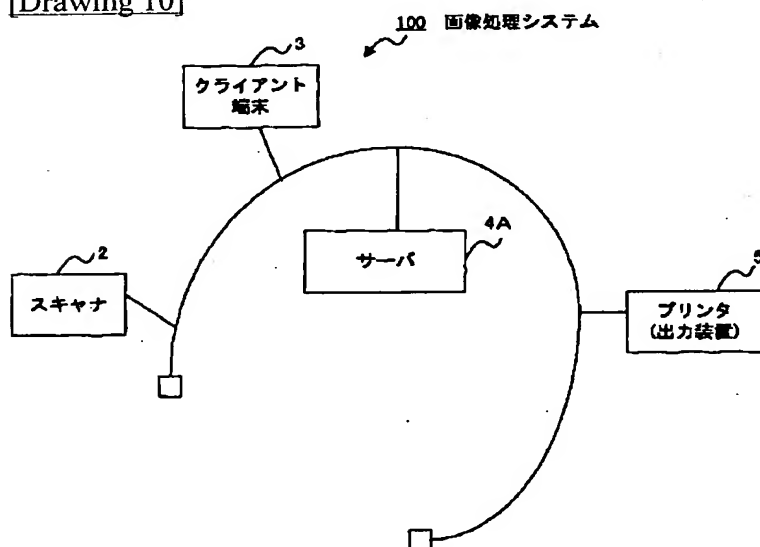 [Drawing 10]
100 画像処理システム
3
クライアント
端末
4A
サーバ
2
スキャナ
5
プリンタ
(出力装置)